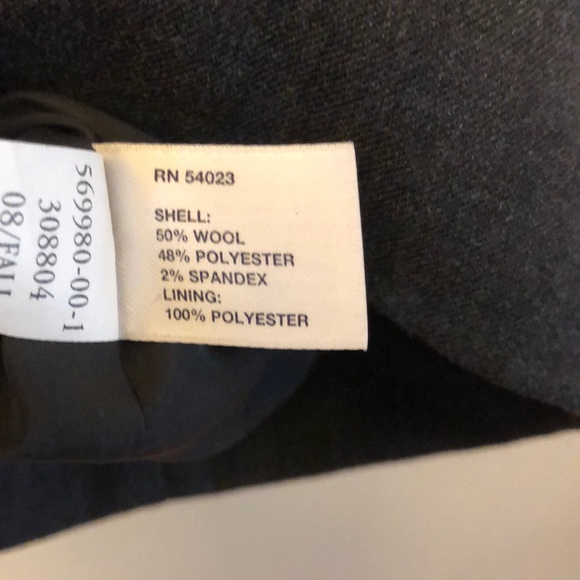 RN 54023
SHELL:
50% WOOL
48% POLYESTER
2% SPANDEX
LINING:
100% POLYESTER
569980-00-1
308804
08/FALL